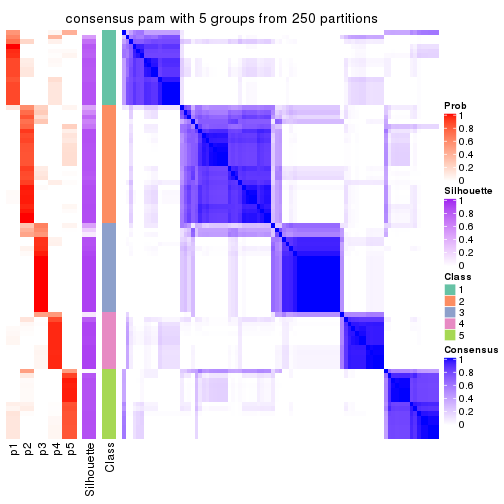 consensus pam with 5 groups from 250 partitions
Prob
1
0.8
0.6
0.4
0.2
0
Silhouette
1
0.8
0.6
0.4
0.2
0
Class
1
2
3
4
5
Consensus
1
0.8
0.6
0.4
0.2
0
p1
p2
p3
p4
p5
Silhouette
Class